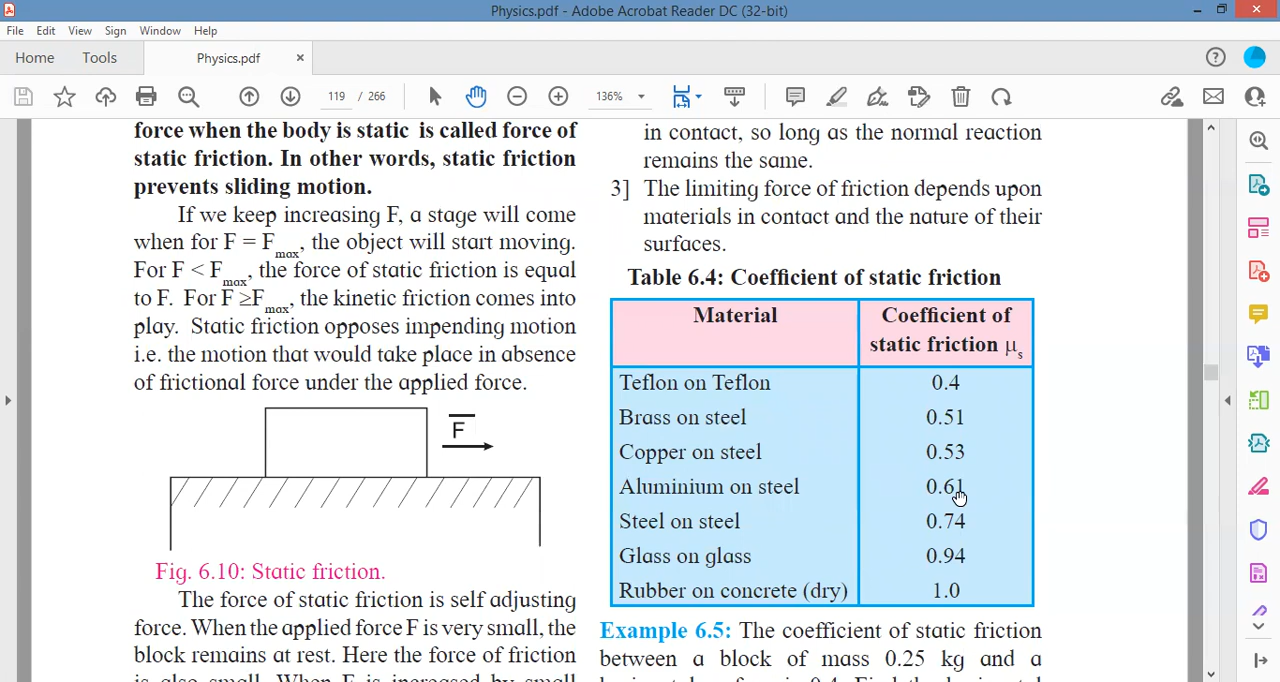 Physics.pdf - Adobe Acrobat Reader DC (32-bit)
File Edit View Sign Window Help
Home Tools Physics.pdf ×
119 / 266 136%
force when the body is static is called force of
static friction. In other words, static friction
prevents sliding motion.
If we keep increasing F, a stage will come
when for F = Fmax, the object will start moving.
For F < Fmax, the force of static friction is equal
to F. For F ≥Fmax, the kinetic friction comes into
play. Static friction opposes impending motion
i.e. the motion that would take place in absence
of frictional force under the applied force.
F
Fig. 6.10: Static friction.
The force of static friction is self adjusting
force. When the applied force F is very small, the
block remains at rest. Here the force of friction
is also small. When F is increased by small
in contact, so long as the normal reaction
remains the same.
3] The limiting force of friction depends upon
materials in contact and the nature of their
surfaces.
Table 6.4: Coefficient of static friction
Material Coefficient of
static friction μs
Teflon on Teflon 0.4
Brass on steel 0.51
Copper on steel 0.53
Aluminium on steel 0.61
Steel on steel 0.74
Glass on glass 0.94
Rubber on concrete (dry) 1.0
Example 6.5: The coefficient of static friction
between a block of mass 0.25 kg and a